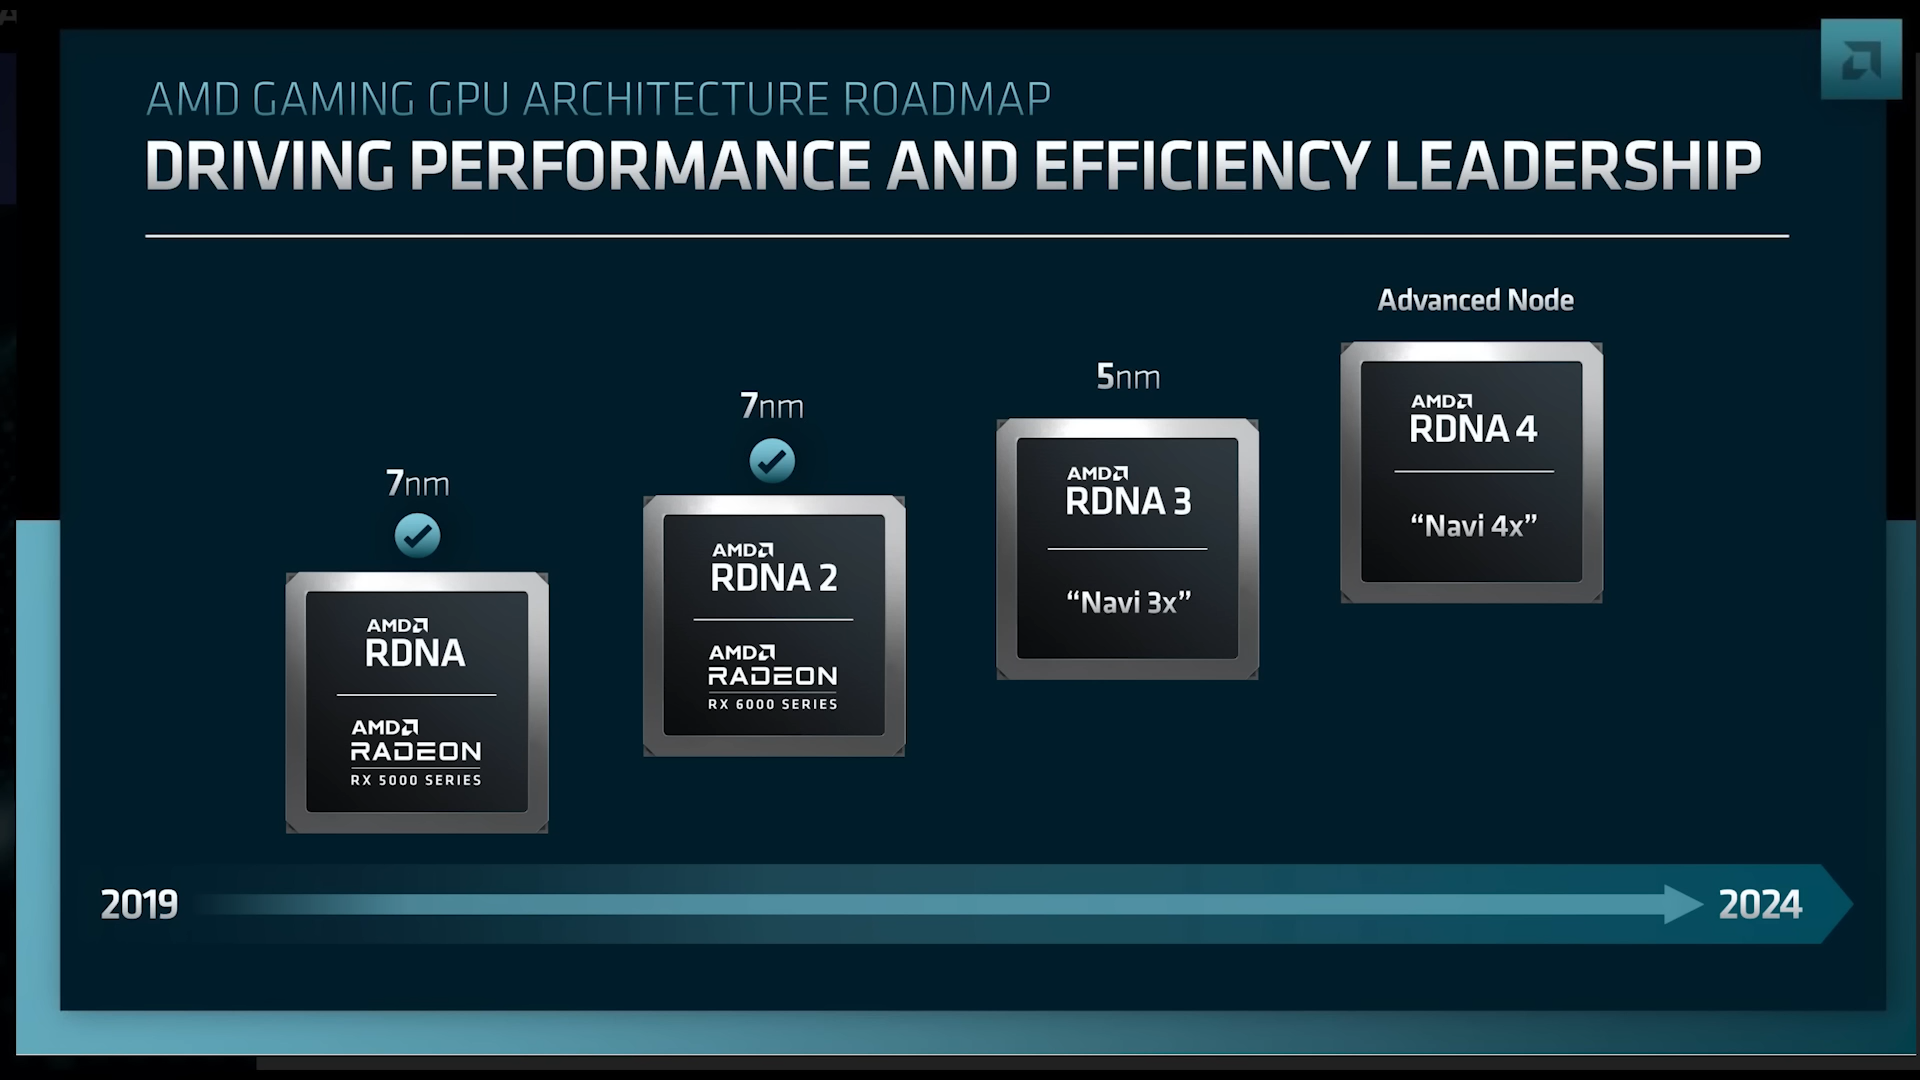 AMD GAMING GPU ARCHITECTURE ROADMAP
DRIVING PERFORMANCE AND EFFICIENCY LEADERSHIP
7nm
AMD
RDNA
AMD
RADEON
RX 5000 SERIES
7nm
AMD
RDNA 2
AMD
RADEON
RX 6000 SERIES
5nm
AMD
RDNA 3
“Navi 3x”
Advanced Node
AMD
RDNA 4
“Navi 4x”
2019
2024